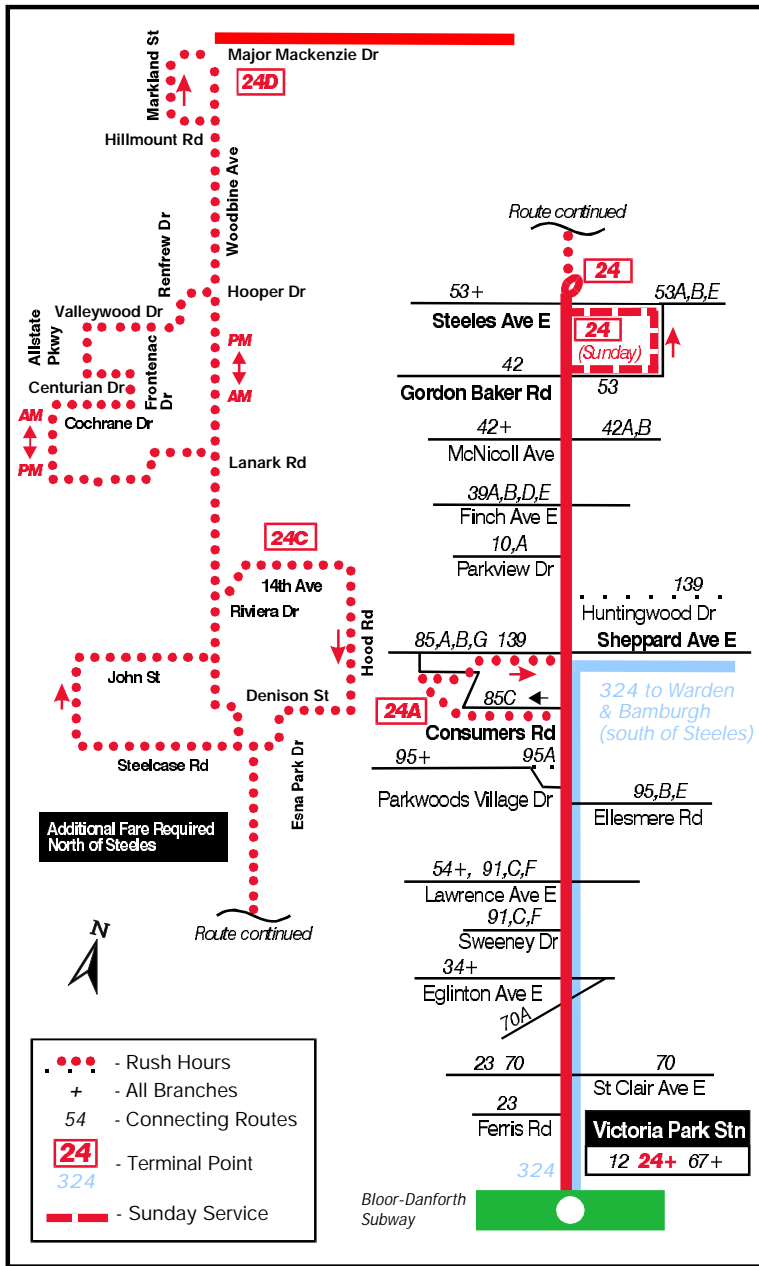 Markland St
Major Mackenzie Dr
24D
Hillmount Rd
Woodbine Ave
Renfrew Dr
Hooper Dr
Valleywood Dr
Allstate
Pkwy
Frontenac
Dr
PM
AM
Centurian Dr
Cochrane Dr
AM
PM
Lanark Rd
24C
14th Ave
Riviera Dr
Hood Rd
John St
Denison St
Steelcase Rd
Esna Park Dr
Additional Fare Required
North of Steeles
Route continued
N
Route continued
24
53+
53A,B,E
Steeles Ave E
24
(Sunday)
42
Gordon Baker Rd
53
42+
42A,B
McNicoll Ave
39A,B,D,E
Finch Ave E
10,A
Parkview Dr
139
Huntingwood Dr
85,A,B,G 139
Sheppard Ave E
24A
85C
Consumers Rd
324 to Warden
& Bamburgh
(south of Steeles)
95+
95A
Parkwoods Village Dr
95,B,E
Ellesmere Rd
54+, 91,C,F
Lawrence Ave E
91,C,F
Sweeney Dr
34+
Eglinton Ave E
70A
23 70
70
St Clair Ave E
23
Ferris Rd
Victoria Park Stn
12 24+ 67+
324
Bloor-Danforth
Subway
- Rush Hours
+ - All Branches
54 - Connecting Routes
24
324
- Terminal Point
- Sunday Service